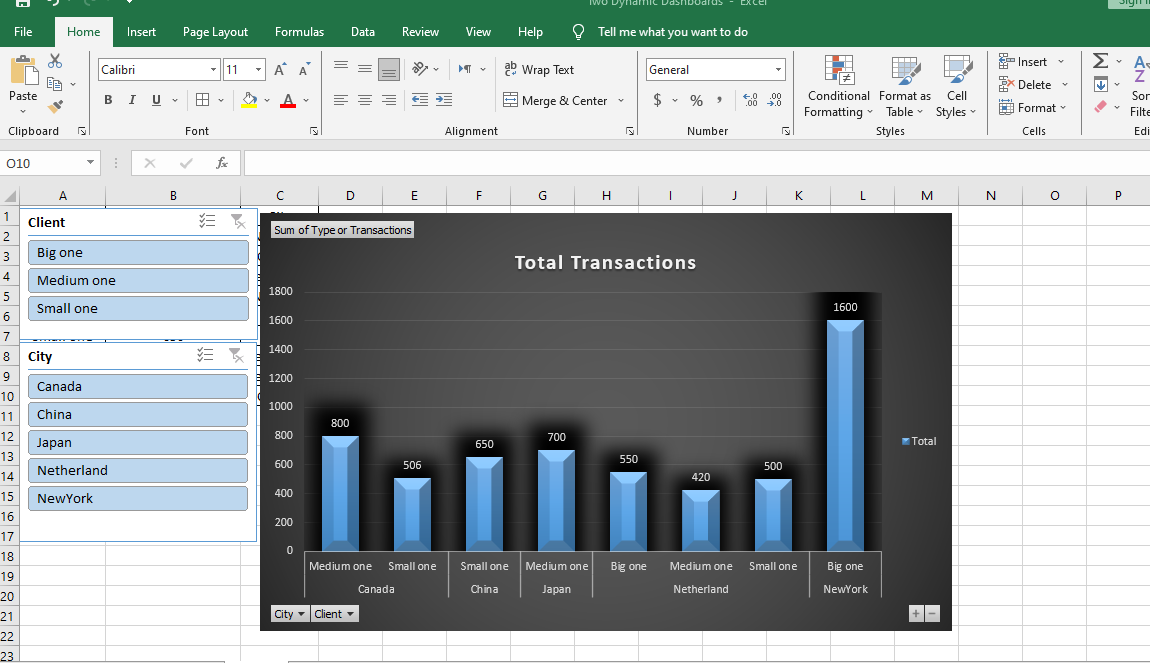 Two Dynamic Dashboards - Excel
Sign in
File Home Insert Page Layout Formulas Data Review View Help Tell me what you want to do
Paste
Clipboard
Calibri 11
B I U
A
Font
ab Wrap Text
Merge & Center
Alignment
General
$ % ,
Number
Conditional Formatting
Format as Table
Cell Styles
Styles
Insert
Delete
Format
Cells
O10
fx
A B C D E F G H I J K L M N O P
1
2
3
4
5
6
7
8
9
10
11
12
13
14
15
16
17
18
19
20
21
22
23
Client
Big one
Medium one
Small one
City
Canada
China
Japan
Netherland
NewYork
Sum of Type or Transactions
Total Transactions
1800
1600
1400
1200
1000
800
600
400
200
0
800 506 650 700 550 420 500 1600
Total
Medium one Small one Small one Medium one Big one Medium one Small one Big one
Canada China Japan Netherland NewYork
City Client
+ −